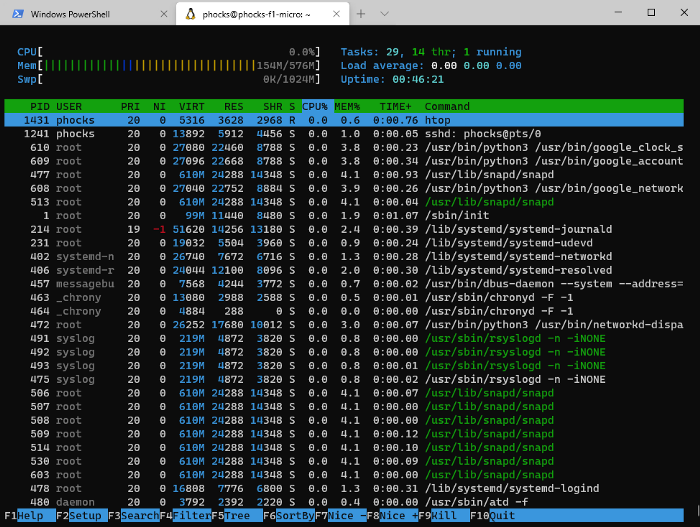 Windows PowerShell phocks@phocks-f1-micro: ~
CPU[ 0.0%] Tasks: 29, 14 thr; 1 running
Mem[||||||||||||||||||||||||||||||||||||154M/576M] Load average: 0.00 0.00 0.00
Swp[ 0K/1024M] Uptime: 00:46:21
PID USER PRI NI VIRT RES SHR S CPU% MEM% TIME+ Command
1431 phocks 20 0 5316 3628 2968 R 0.0 0.6 0:00.76 htop
1241 phocks 20 0 13892 5912 4456 S 0.0 1.0 0:00.05 sshd: phocks@pts/0
610 root 20 0 27080 22460 8788 S 0.0 3.8 0:00.23 /usr/bin/python3 /usr/bin/google_clock_s
609 root 20 0 27096 22668 8788 S 0.0 3.8 0:00.34 /usr/bin/python3 /usr/bin/google_account
477 root 20 0 610M 24288 14348 S 0.0 4.1 0:00.93 /usr/lib/snapd/snapd
608 root 20 0 27040 22752 8884 S 0.0 3.9 0:00.26 /usr/bin/python3 /usr/bin/google_network
513 root 20 0 610M 24288 14348 S 0.0 4.1 0:00.04 /usr/lib/snapd/snapd
1 root 20 0 99M 11440 8480 S 0.0 1.9 0:01.07 /sbin/init
214 root 19 -1 51620 14256 13180 S 0.0 2.4 0:00.39 /lib/systemd/systemd-journald
231 root 20 0 19032 5504 3960 S 0.0 0.9 0:00.24 /lib/systemd/systemd-udevd
402 systemd-n 20 0 26740 7672 6716 S 0.0 1.3 0:00.28 /lib/systemd/systemd-networkd
406 systemd-r 20 0 24044 12100 8096 S 0.0 2.0 0:00.30 /lib/systemd/systemd-resolved
457 messagebu 20 0 7568 4244 3772 S 0.0 0.7 0:00.02 /usr/bin/dbus-daemon --system --address=
463 _chrony 20 0 13080 2988 2588 S 0.0 0.5 0:00.01 /usr/sbin/chronyd -F -1
464 _chrony 20 0 4884 288 0 S 0.0 0.0 0:00.00 /usr/sbin/chronyd -F -1
472 root 20 0 26252 17680 10012 S 0.0 3.0 0:00.07 /usr/bin/python3 /usr/bin/networkd-dispa
491 syslog 20 0 219M 4872 3820 S 0.0 0.8 0:00.00 /usr/sbin/rsyslogd -n -iNONE
492 syslog 20 0 219M 4872 3820 S 0.0 0.8 0:00.00 /usr/sbin/rsyslogd -n -iNONE
493 syslog 20 0 219M 4872 3820 S 0.0 0.8 0:00.01 /usr/sbin/rsyslogd -n -iNONE
475 syslog 20 0 219M 4872 3820 S 0.0 0.8 0:00.02 /usr/sbin/rsyslogd -n -iNONE
506 root 20 0 610M 24288 14348 S 0.0 4.1 0:00.07 /usr/lib/snapd/snapd
507 root 20 0 610M 24288 14348 S 0.0 4.1 0:00.00 /usr/lib/snapd/snapd
508 root 20 0 610M 24288 14348 S 0.0 4.1 0:00.00 /usr/lib/snapd/snapd
509 root 20 0 610M 24288 14348 S 0.0 4.1 0:00.12 /usr/lib/snapd/snapd
514 root 20 0 610M 24288 14348 S 0.0 4.1 0:00.10 /usr/lib/snapd/snapd
530 root 20 0 610M 24288 14348 S 0.0 4.1 0:00.09 /usr/lib/snapd/snapd
603 root 20 0 610M 24288 14348 S 0.0 4.1 0:00.00 /usr/lib/snapd/snapd
478 root 20 0 16808 7776 6800 S 0.0 1.3 0:00.31 /lib/systemd/systemd-logind
480 daemon 20 0 3792 2392 2220 S 0.0 0.4 0:00.00 /usr/sbin/atd -f
F1Help F2Setup F3SearchF4FilterF5Tree F6SortByF7Nice -F8Nice +F9Kill F10Quit